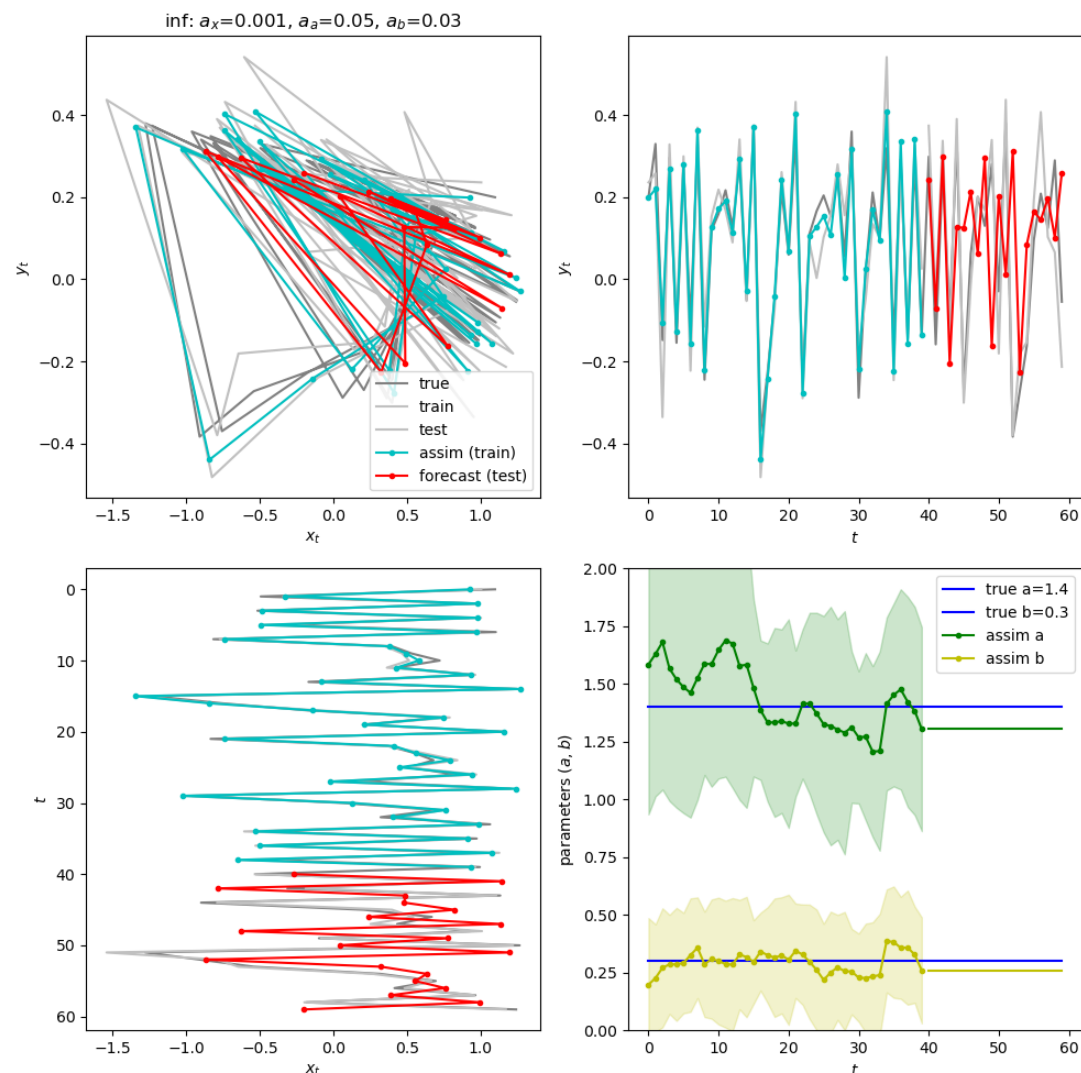 inf: a_x=0.001, a_a=0.05, a_b=0.03
0.4
0.2
0.0
−0.2
−0.4
y_t
−1.5 −1.0 −0.5 0.0 0.5 1.0
x_t
true
train
test
assim (train)
forecast (test)
0.4
0.2
0.0
−0.2
−0.4
y_t
0 10 20 30 40 50 60
t
0
10
20
30
40
50
60
t
−1.5 −1.0 −0.5 0.0 0.5 1.0
x_t
2.00
1.75
1.50
1.25
1.00
0.75
0.50
0.25
0.00
parameters (a, b)
0 10 20 30 40 50 60
t
true a=1.4
true b=0.3
assim a
assim b